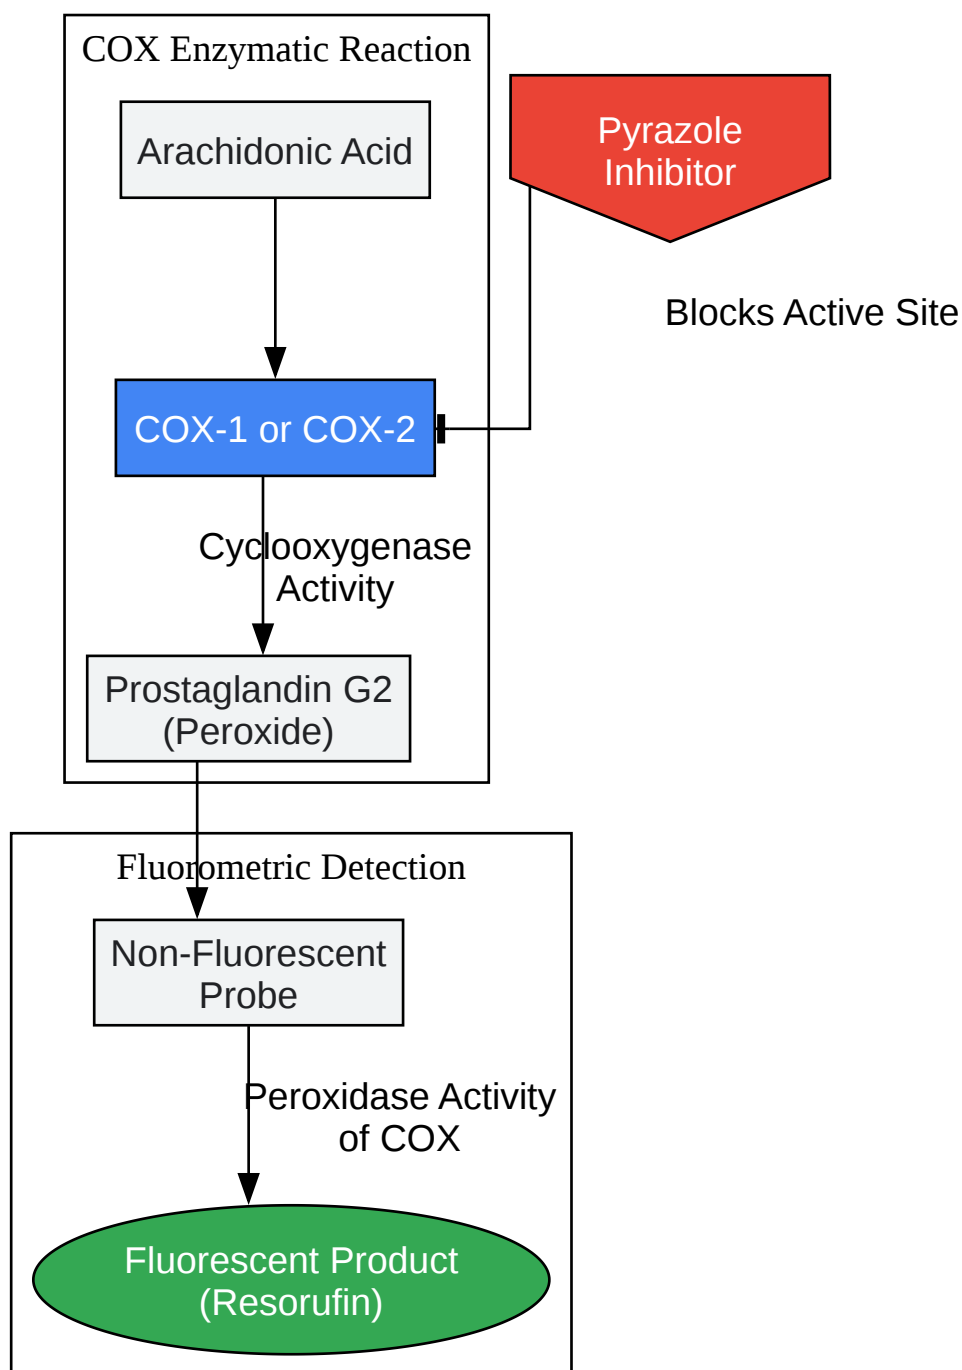 COX Enzymatic Reaction
Arachidonic Acid
Pyrazole
Inhibitor
Blocks Active Site
COX-1 or COX-2
Cyclooxygenase
Activity
Prostaglandin G2
(Peroxide)
Fluorometric Detection
Non-Fluorescent
Probe
Peroxidase Activity
of COX
Fluorescent Product
(Resorufin)